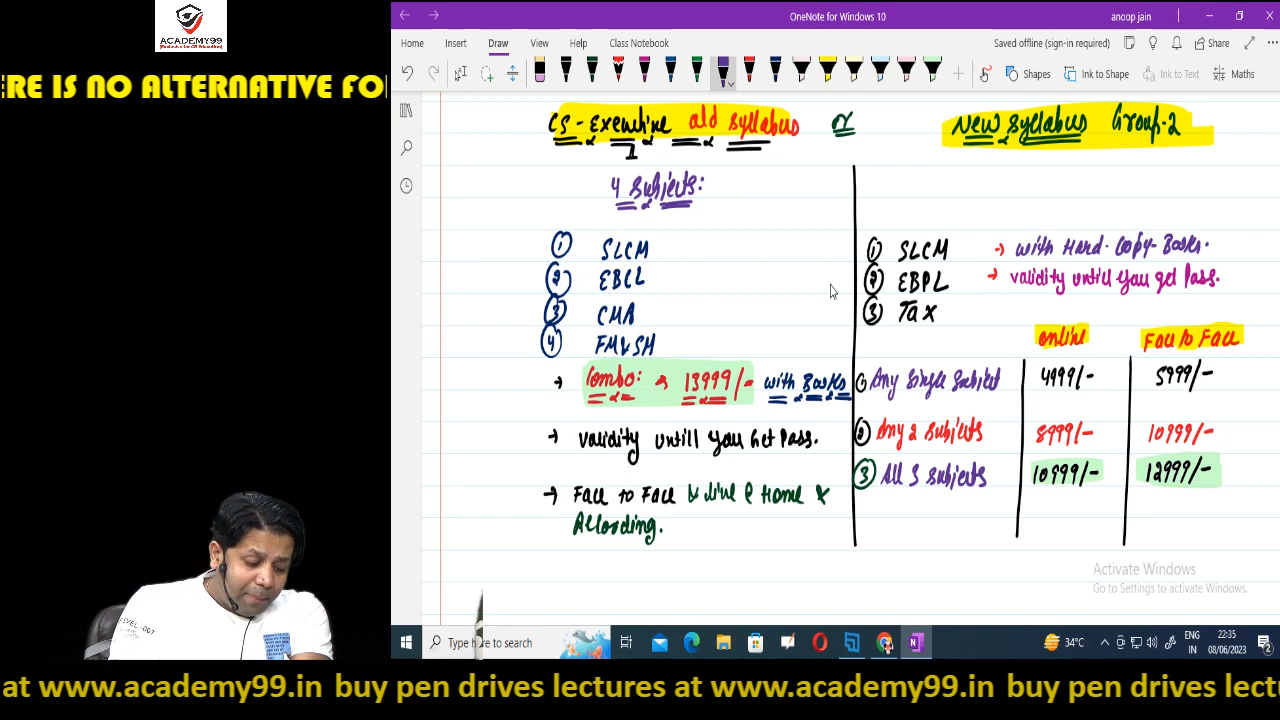 ACADEMY99
ERE IS NO ALTERNATIVE FO
OneNote for Windows 10
anoop jain
Home Insert Draw View Help Class Notebook
Saved offline (sign-in required)
Share
Shapes Ink to Shape Ink to Text Maths
CS-Executive old syllabus or New syllabus Group-2
4 Subjects:
① SLCM
② EBCL
③ CMA
④ FM&SM
→ Combo: → 13999/- with Books
→ validity untill you Get Pass.
→ Face to Face & Live @ Home &
Recording.
① SLCM → with Hard-Copy-Books.
② EBPL → validity untill you get Pass.
③ Tax
online Face to Face
① Any Single Subject 4999/- 5999/-
② Any 2 Subjects 8999/- 10999/-
③ All 3 Subjects 10999/- 12999/-
Activate Windows
Go to Settings to activate Windows.
Type here to search
34°C
ENG
IN
22:35
08/06/2023
2
at www.academy99.in buy pen drives lectures at www.academy99.in buy pen drives lectu